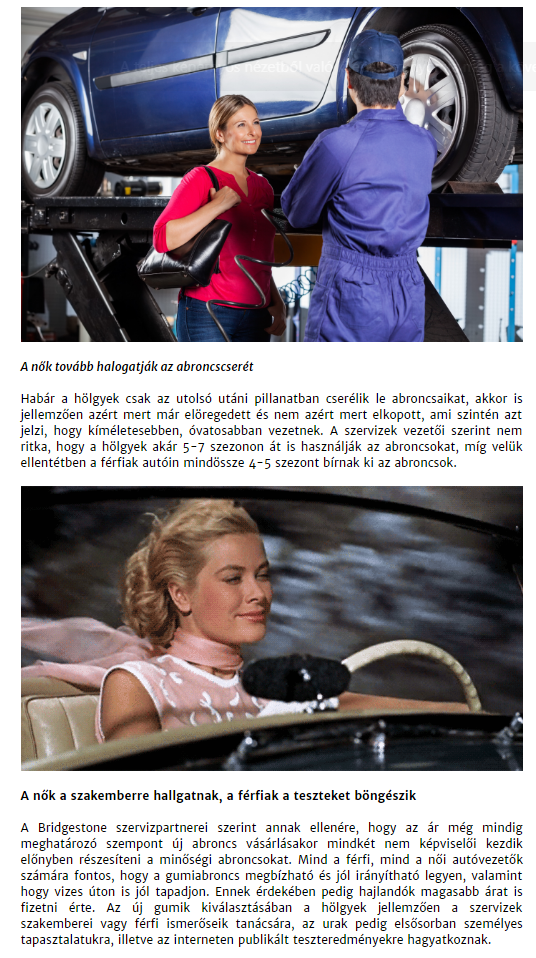 A nők tovább halogatják az abroncscserét
Habár a hölgyek csak az utolsó utáni pillanatban cserélik le abroncsaikat, akkor is
jellemzően azért mert már elöregedett és nem azért mert elkopott, ami szintén azt
jelzi, hogy kíméletesebben, óvatosabban vezetnek. A szervizek vezetői szerint nem
ritka, hogy a hölgyek akár 5-7 szezonon át is használják az abroncsokat, míg velük
ellentétben a férfiak autóin mindössze 4-5 szezont bírnak ki az abroncsok.
A nők a szakemberre hallgatnak, a férfiak a teszteket böngészik
A Bridgestone szervizpartnerei szerint annak ellenére, hogy az ár még mindig
meghatározó szempont új abroncs vásárlásakor mindkét nem képviselői kezdik
előnyben részesíteni a minőségi abroncsokat. Mind a férfi, mind a női autóvezetők
számára fontos, hogy a gumiabroncs megbízható és jól irányítható legyen, valamint
hogy vizes úton is jól tapadjon. Ennek érdekében pedig hajlandók magasabb árat is
fizetni érte. Az új gumik kiválasztásában a hölgyek jellemzően a szervizek
szakemberei vagy férfi ismerőseik tanácsára, az urak pedig elsősorban személyes
tapasztalatukra, illetve az interneten publikált teszteredményekre hagyatkoznak.